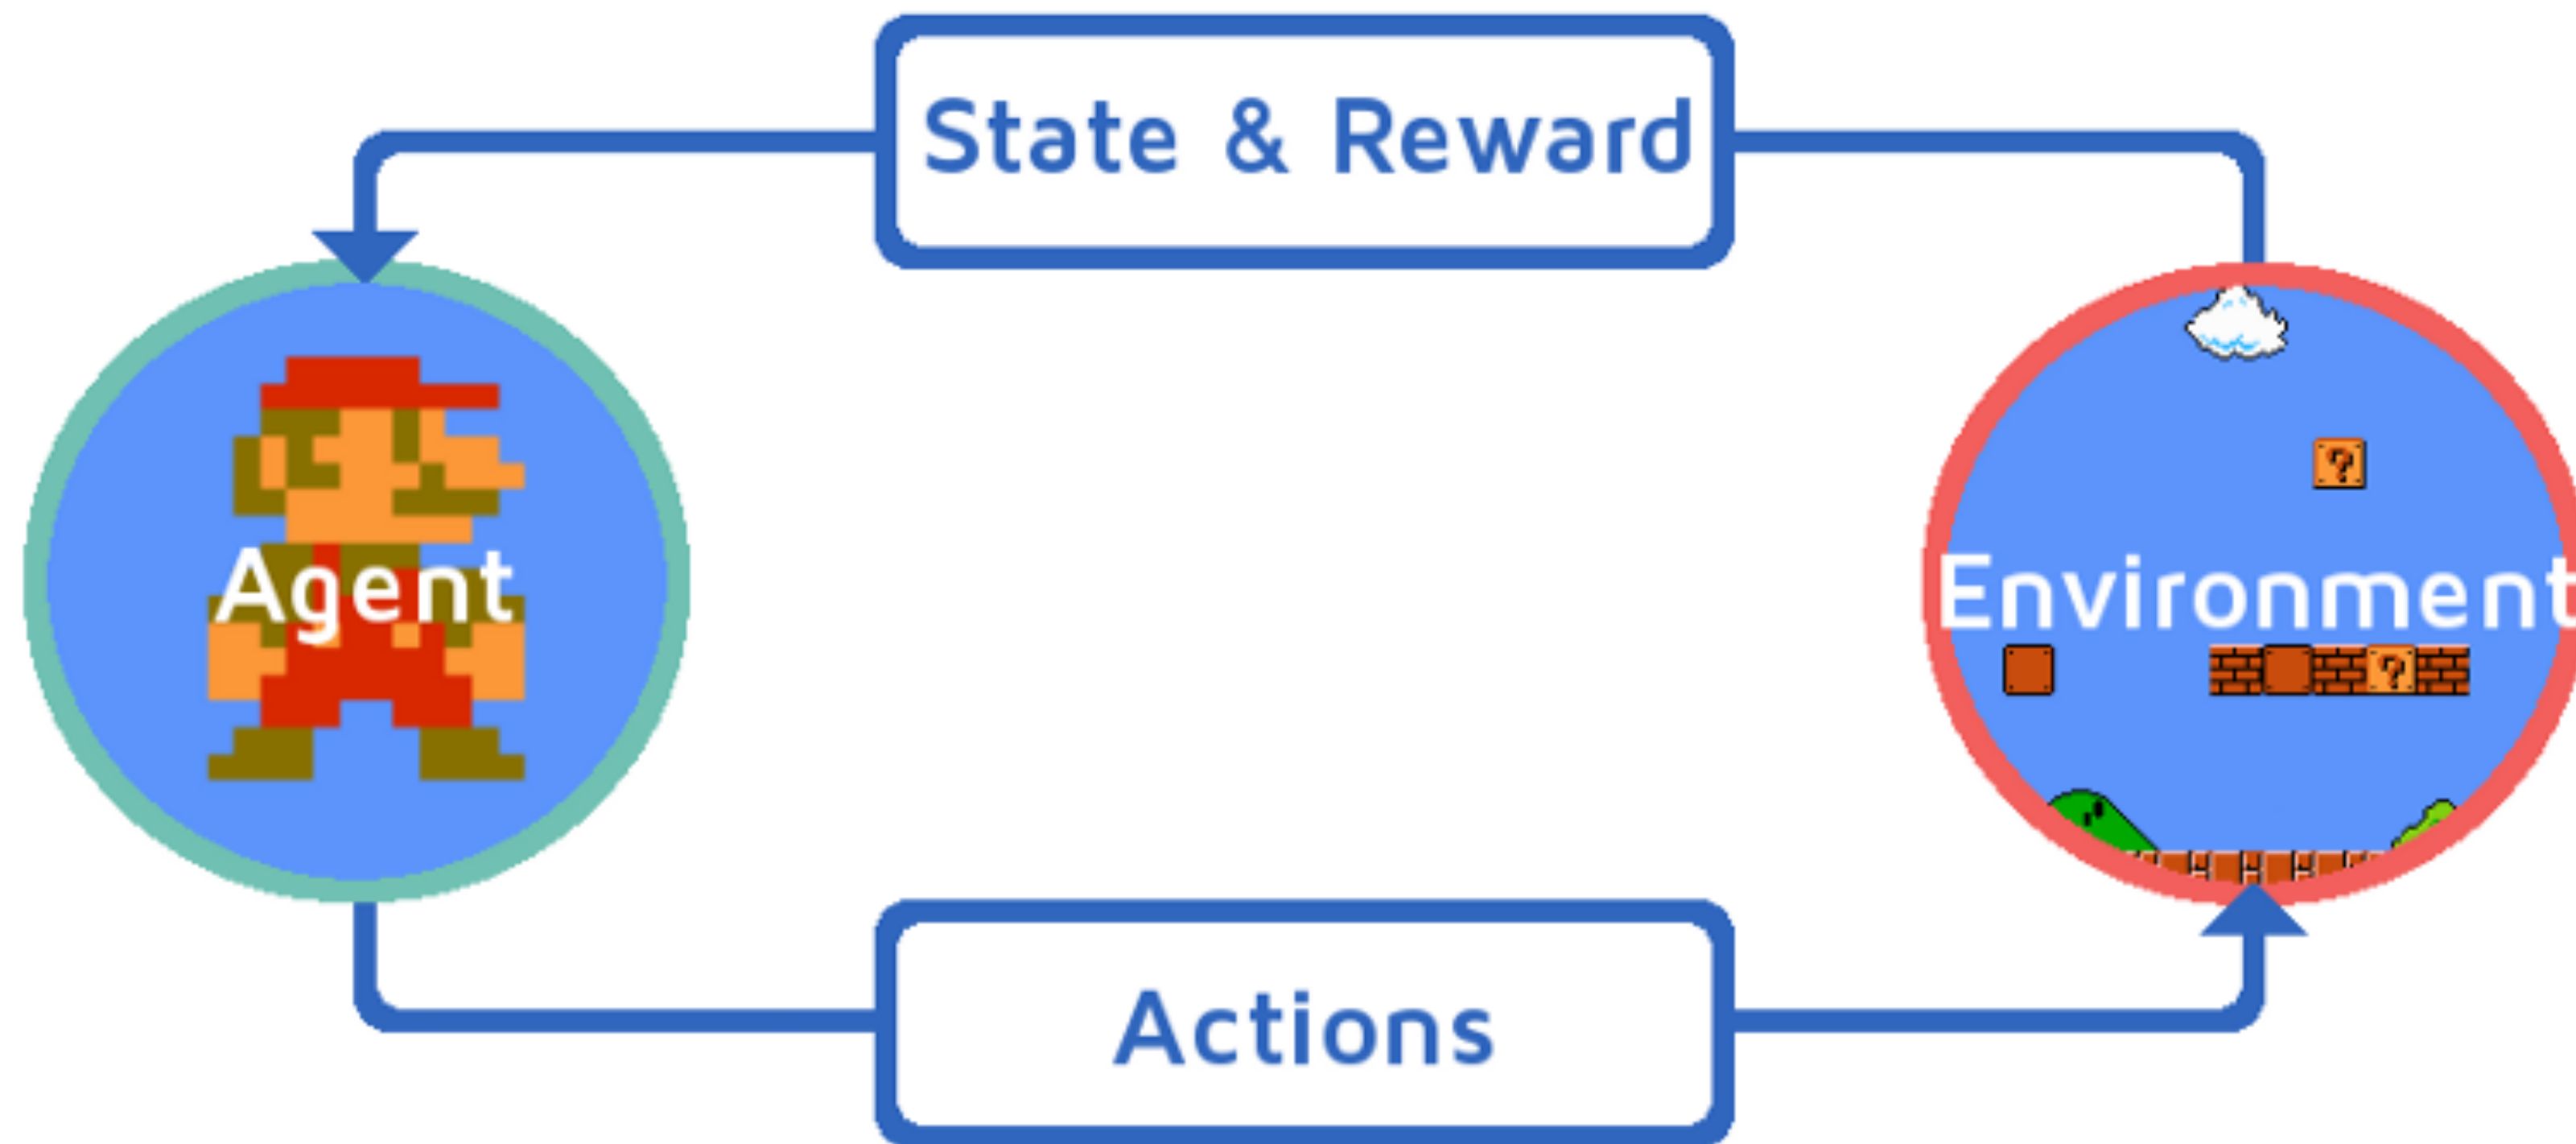 State & Reward
Agent
Environment
?
?
Actions